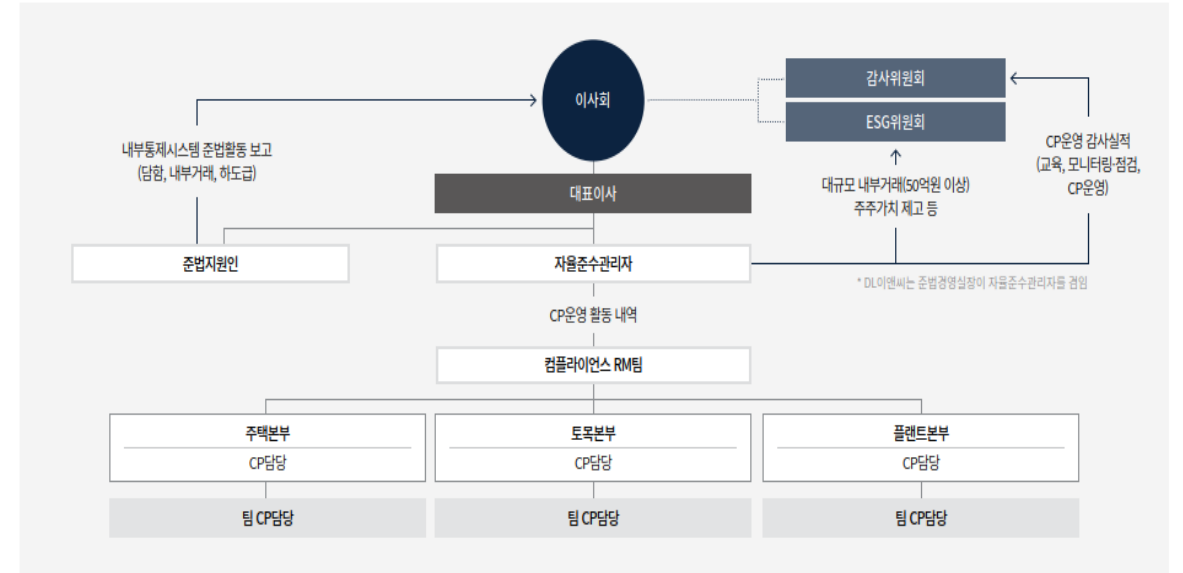 이사회
감사위원회
ESG위원회
내부통제시스템 준법활동 보고
(담함, 내부거래, 하도급)
CP운영 감사실적
(교육, 모니터링·점검,
CP운영)
대규모 내부거래(50억원 이상)
주주가치 제고 등
대표이사
준법지원인
자율준수관리자
* DL이앤씨는 준법경영실장이 자율준수관리자를 겸임
CP운영 활동 내역
컴플라이언스 RM팀
주택본부
CP담당
토목본부
CP담당
플랜트본부
CP담당
팀 CP담당
팀 CP담당
팀 CP담당